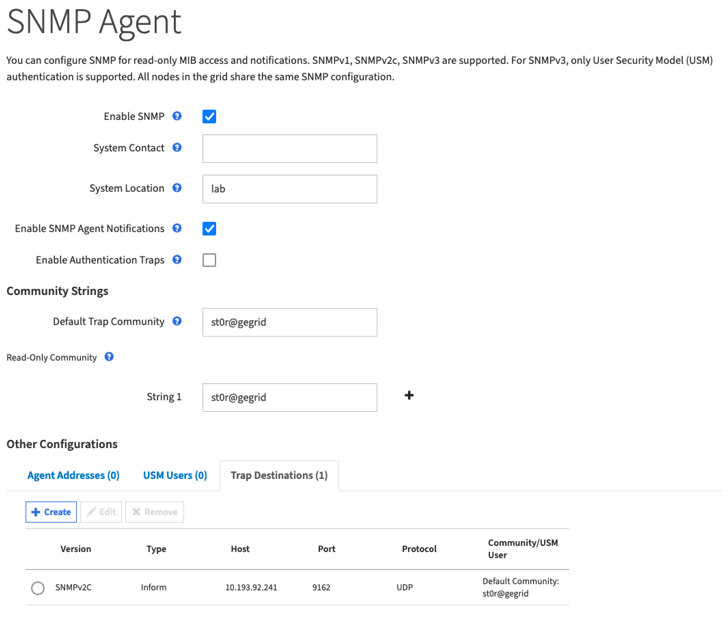 SNMP Agent
You can configure SNMP for read-only MIB access and notifications. SNMPv1, SNMPv2c, SNMPv3 are supported. For SNMPv3, only User Security Model (USM)
authentication is supported. All nodes in the grid share the same SNMP configuration.
Enable SNMP ?
System Contact ?
System Location ? lab
Enable SNMP Agent Notifications ?
Enable Authentication Traps ?
Community Strings
Default Trap Community ? st0r@gegrid
Read-Only Community ?
String 1 st0r@gegrid +
Other Configurations
Agent Addresses (0) USM Users (0) Trap Destinations (1)
+ Create Edit × Remove
Version Type Host Port Protocol Community/USM
User
SNMPv2C Inform 10.193.92.241 9162 UDP Default Community:
st0r@gegrid